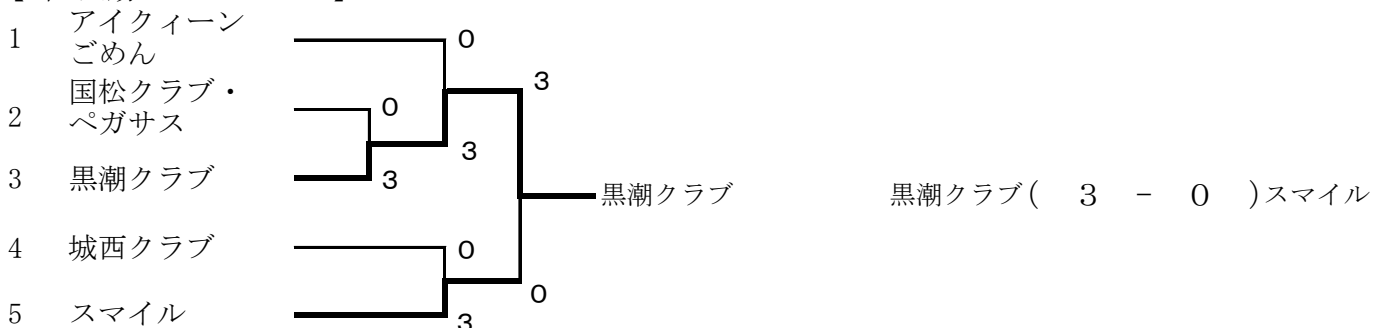 1 アイクィーン
ごめん
0
3
国松クラブ・
2 ペガサス
0
3
3 黒潮クラブ
3
黒潮クラブ
黒潮クラブ( 3 - 0 )スマイル
4 城西クラブ
0
0
5 スマイル
3